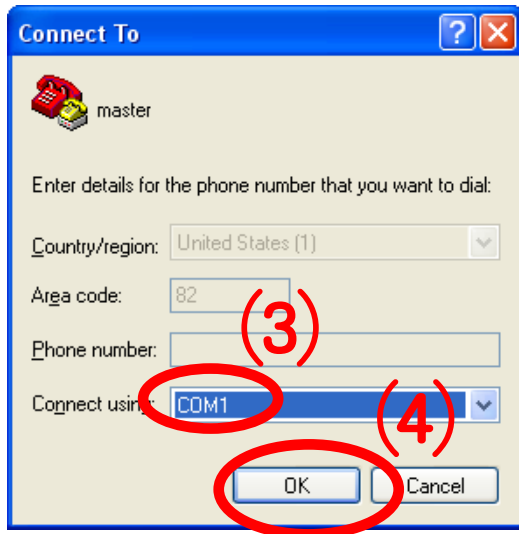 Connect To
master
Enter details for the phone number that you want to dial:
Country/region: United States (1)
Area code: 82
(3)
Phone number:
Connect using: COM1
(4)
OK Cancel